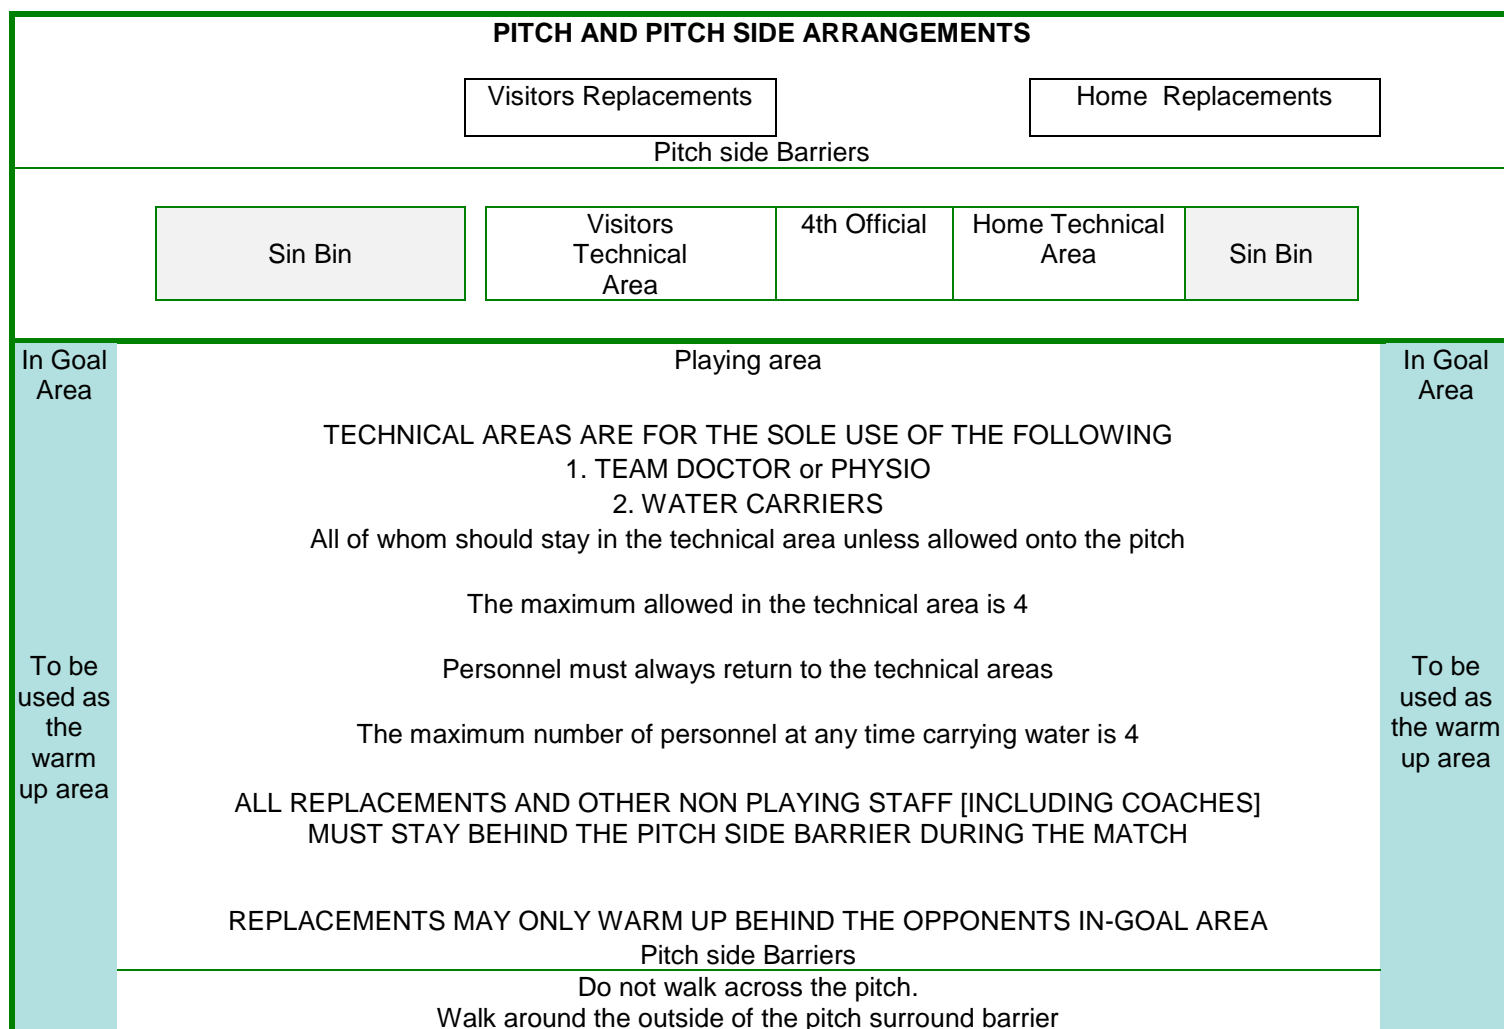 PITCH AND PITCH SIDE ARRANGEMENTS
Visitors Replacements
Home Replacements
Pitch side Barriers
Sin Bin
Visitors
Technical
Area
4th Official
Home Technical
Area
Sin Bin
In Goal
Area
Playing area
In Goal
Area
TECHNICAL AREAS ARE FOR THE SOLE USE OF THE FOLLOWING
1. TEAM DOCTOR or PHYSIO
2. WATER CARRIERS
All of whom should stay in the technical area unless allowed onto the pitch
The maximum allowed in the technical area is 4
To be
used as
the
warm
up area
Personnel must always return to the technical areas
The maximum number of personnel at any time carrying water is 4
To be
used as
the warm
up area
ALL REPLACEMENTS AND OTHER NON PLAYING STAFF [INCLUDING COACHES]
MUST STAY BEHIND THE PITCH SIDE BARRIER DURING THE MATCH
REPLACEMENTS MAY ONLY WARM UP BEHIND THE OPPONENTS IN-GOAL AREA
Pitch side Barriers
Do not walk across the pitch.
Walk around the outside of the pitch surround barrier